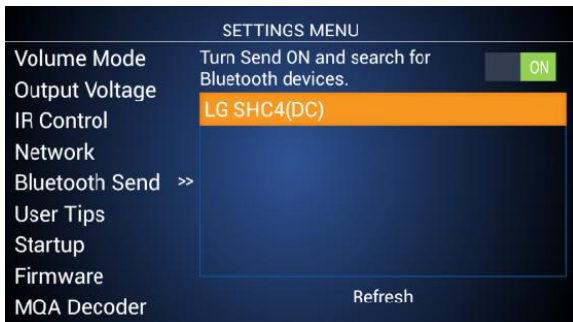 SETTINGS MENU
Volume Mode
Output Voltage
IR Control
Network
Bluetooth Send >>
User Tips
Startup
Firmware
MQA Decoder
Turn Send ON and search for
Bluetooth devices.
ON
LG SHC4(DC)
Refresh